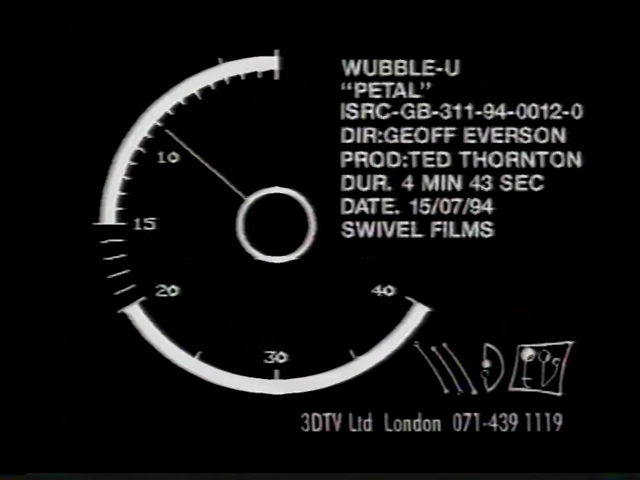 WUBBLE-U
“PETAL”
ISRC-GB-311-94-0012-0
DIR:GEOFF EVERSON
PROD:TED THORNTON
DUR. 4 MIN 43 SEC
DATE. 15/07/94
SWIVEL FILMS
10
15
20
40
30
3DTV Ltd London 071-439 1119